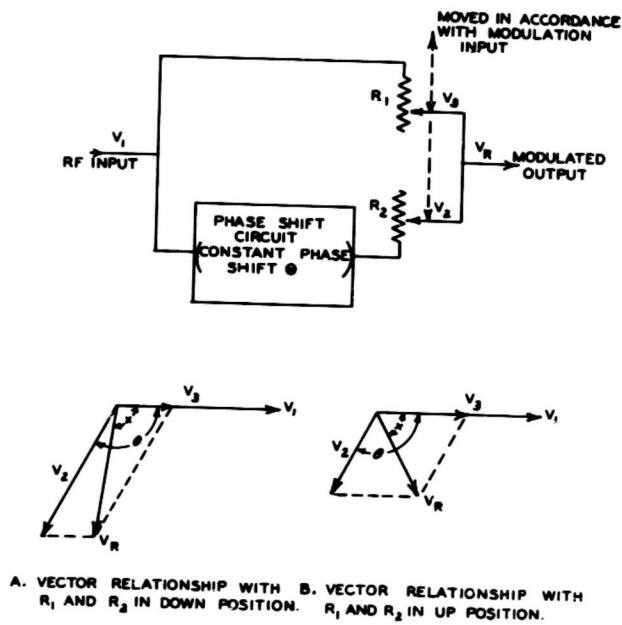 MOVED IN ACCORDANCE
WITH MODULATION
INPUT
R1
V3
V1
RF INPUT
VR
MODULATED
OUTPUT
R2
V2
PHASE SHIFT
CIRCUIT
(CONSTANT PHASE)
SHIFT Θ
V3
V1
X
θ
V2
VR
V3
V1
X
θ
V2
VR
A. VECTOR RELATIONSHIP WITH
R1 AND R2 IN DOWN POSITION.
B. VECTOR RELATIONSHIP WITH
R1 AND R2 IN UP POSITION.